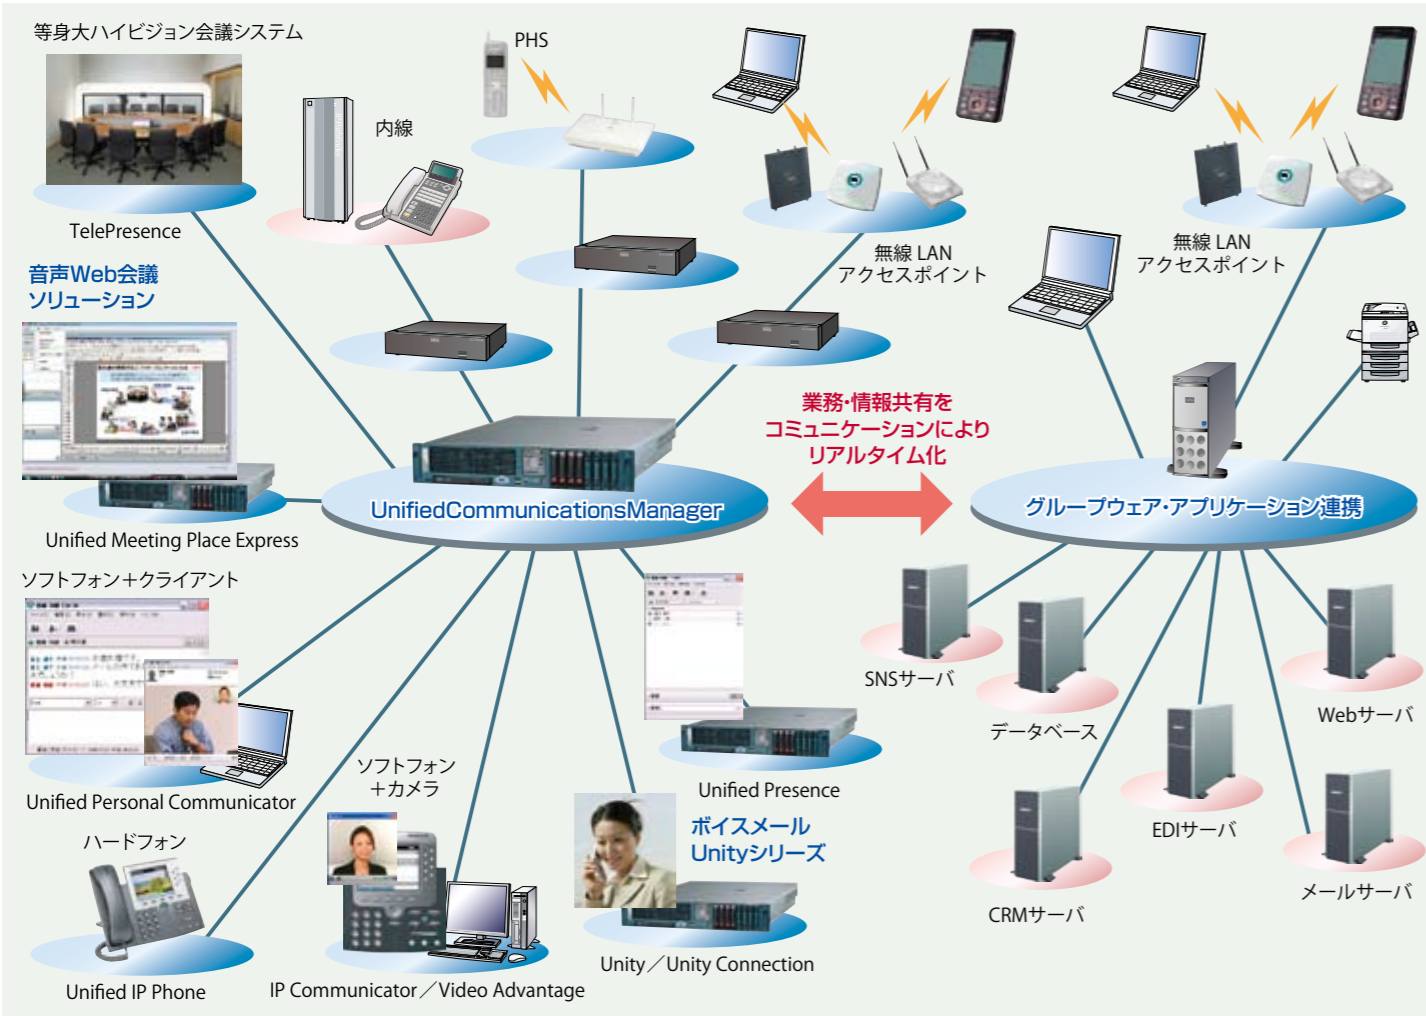 等身大ハイビジョン会議システム
TelePresence
内線
PHS
無線 LAN
アクセスポイント
無線 LAN
アクセスポイント
音声Web会議
ソリューション
Unified Meeting Place Express
UnifiedCommunicationsManager
業務・情報共有を
コミュニケーションにより
リアルタイム化
グループウェア・アプリケーション連携
ソフトフォン＋クライアント
Unified Personal Communicator
ハードフォン
Unified IP Phone
ソフトフォン
＋カメラ
IP Communicator／Video Advantage
Unified Presence
ボイスメール
Unityシリーズ
Unity／Unity Connection
SNSサーバ
データベース
Webサーバ
EDIサーバ
CRMサーバ
メールサーバ